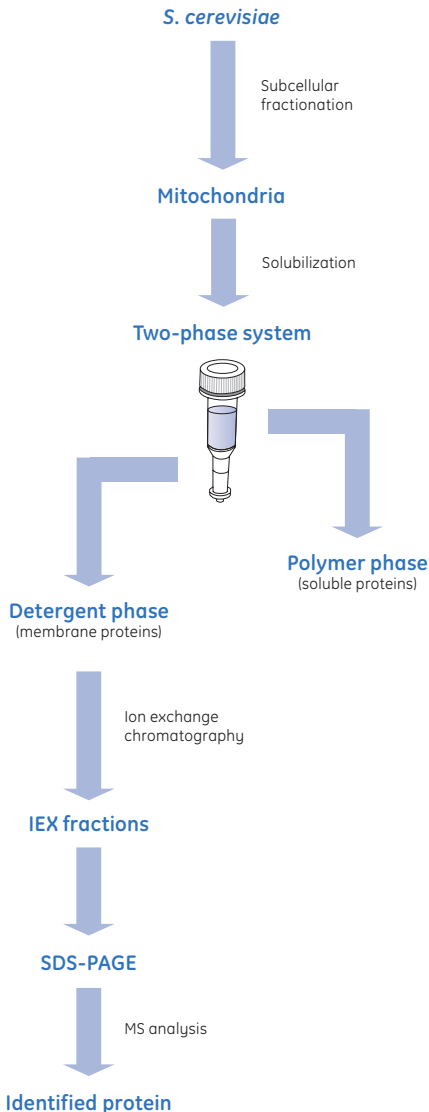 S. cerevisiae
Subcellular
fractionation
Mitochondria
Solubilization
Two-phase system
Polymer phase
(soluble proteins)
Detergent phase
(membrane proteins)
Ion exchange
chromatography
IEX fractions
SDS-PAGE
MS analysis
Identified protein